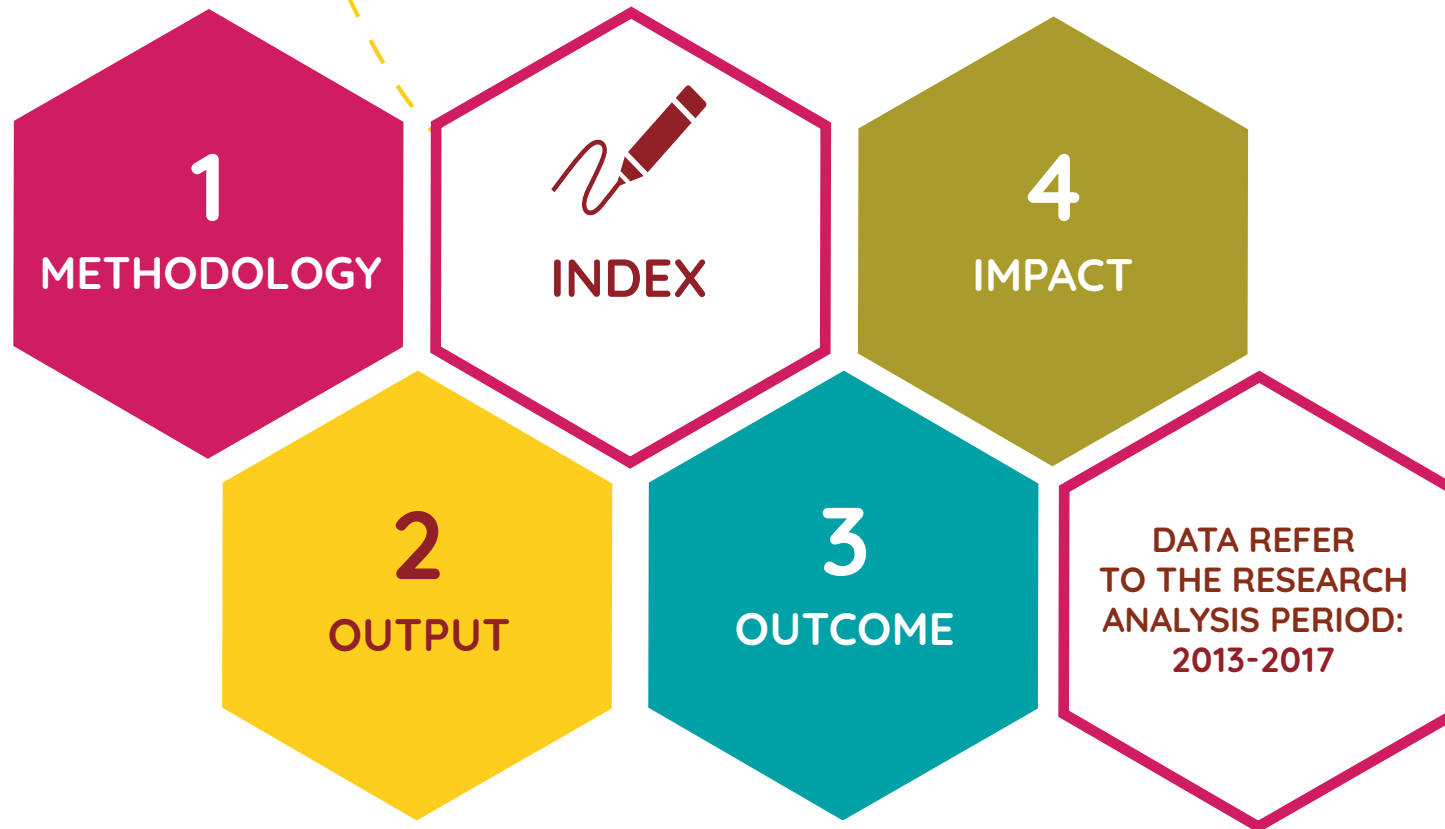 INDEX
1
METHODOLOGY
2
OUTPUT
3
OUTCOME
4
IMPACT
DATA REFER
TO THE RESEARCH
ANALYSIS PERIOD:
2013-2017